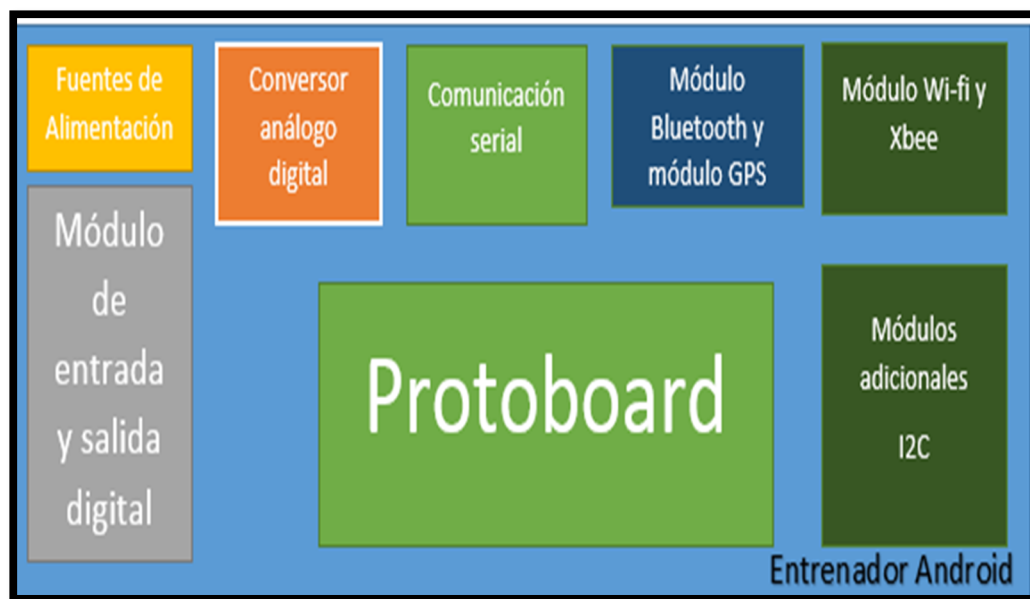 Fuentes de
Alimentación
Conversor
análogo
digital
Comunicación
serial
Módulo
Bluetooth y
módulo GPS
Módulo Wi-fi y
Xbee
Módulo
de
entrada
y salida
digital
Protoboard
Módulos
adicionales
I2C
Entrenador Android